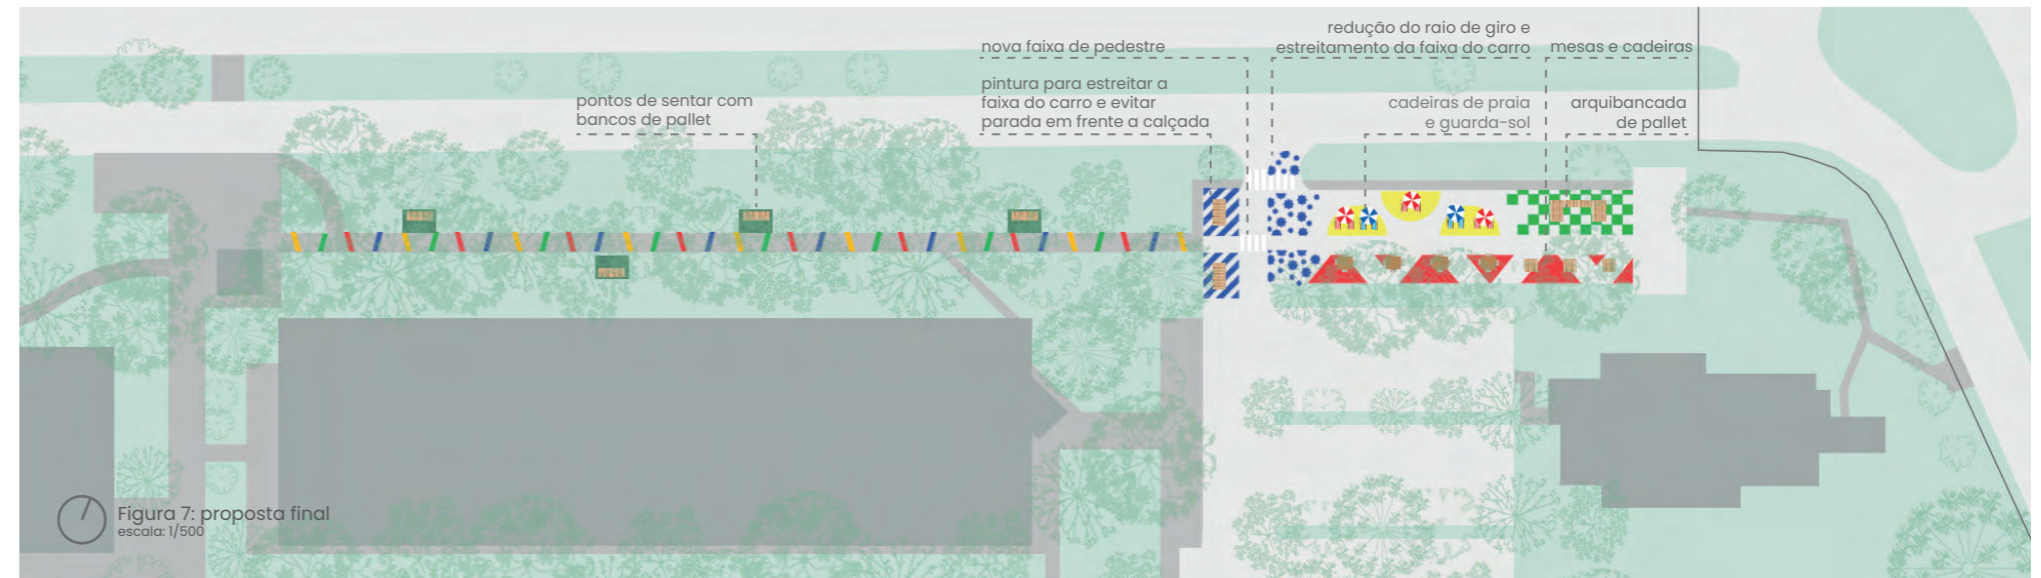 redução do raio de giro e
estreitamento da faixa do carro
nova faixa de pedestre
mesas e cadeiras
pintura para estreitar a
faixa do carro e evitar
parada em frente a calçada
pontos de sentar com
bancos de pallet
cadeiras de praia
e guarda-sol
arquibancada
de pallet
Figura 7: proposta final
escala: 1/500